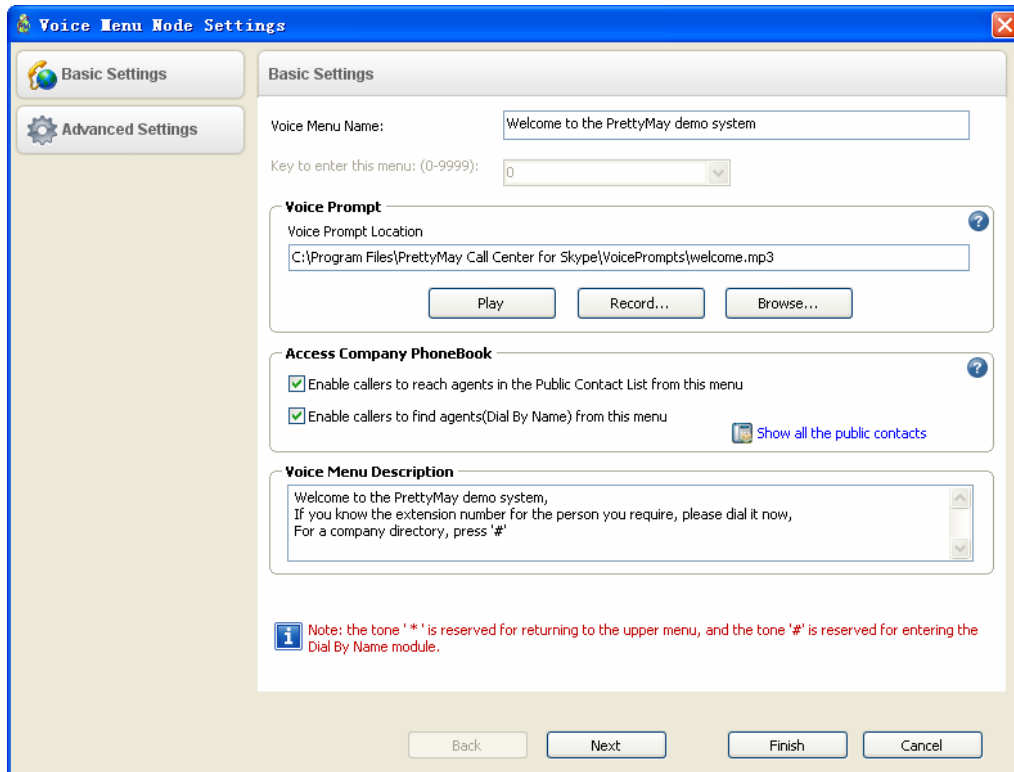 Voice Menu Node Settings
Basic Settings
Advanced Settings
Basic Settings
Voice Menu Name:
Welcome to the PrettyMay demo system
Key to enter this menu: (0-9999):
0
Voice Prompt
Voice Prompt Location
C:\Program Files\PrettyMay Call Center for Skype\VoicePrompts\welcome.mp3
Play
Record...
Browse...
Access Company PhoneBook
Enable callers to reach agents in the Public Contact List from this menu
Enable callers to find agents(Dial By Name) from this menu
Show all the public contacts
Voice Menu Description
Welcome to the PrettyMay demo system,
If you know the extension number for the person you require, please dial it now,
For a company directory, press '#'
Note: the tone ' * ' is reserved for returning to the upper menu, and the tone '#' is reserved for entering the
Dial By Name module.
Back
Next
Finish
Cancel